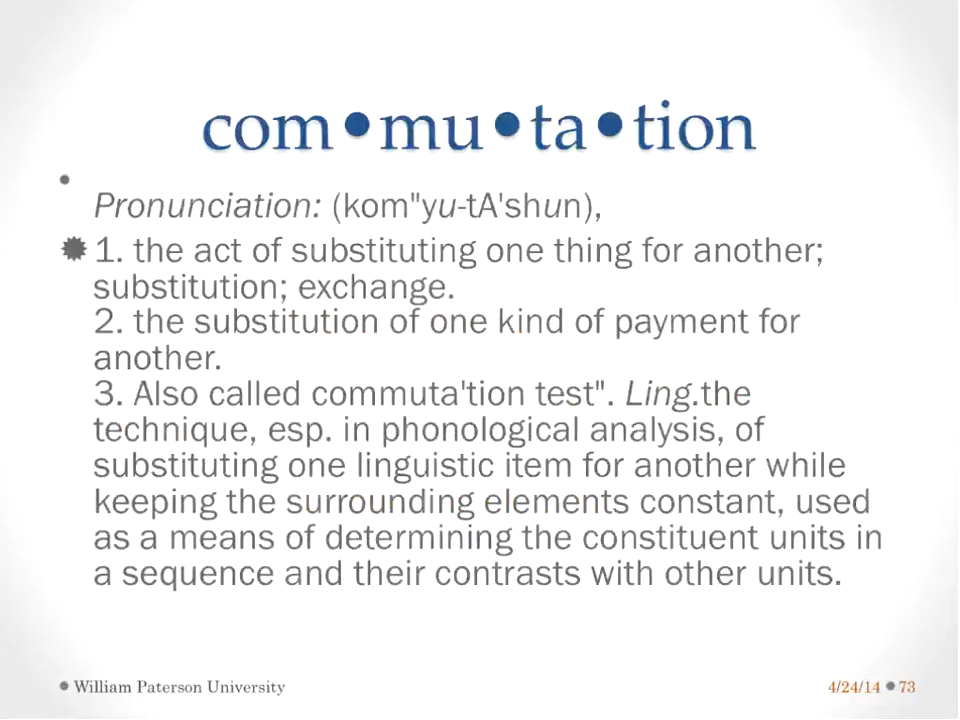 com•mu•ta•tion
•
Pronunciation: (kom"yu-tA'shun),
1. the act of substituting one thing for another;
substitution; exchange.
2. the substitution of one kind of payment for
another.
3. Also called commuta'tion test". Ling.the
technique, esp. in phonological analysis, of
substituting one linguistic item for another while
keeping the surrounding elements constant, used
as a means of determining the constituent units in
a sequence and their contrasts with other units.
William Paterson University
4/24/14 73